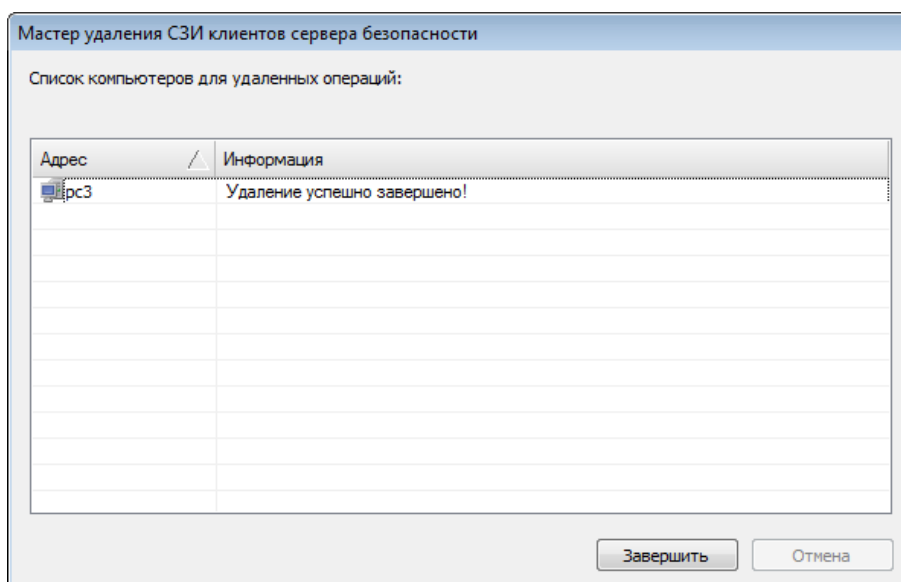 Мастер удаления СЗИ клиентов сервера безопасности
Список компьютеров для удаленных операций:
Адрес Информация
pc3 Удаление успешно завершено!
Завершить Отмена